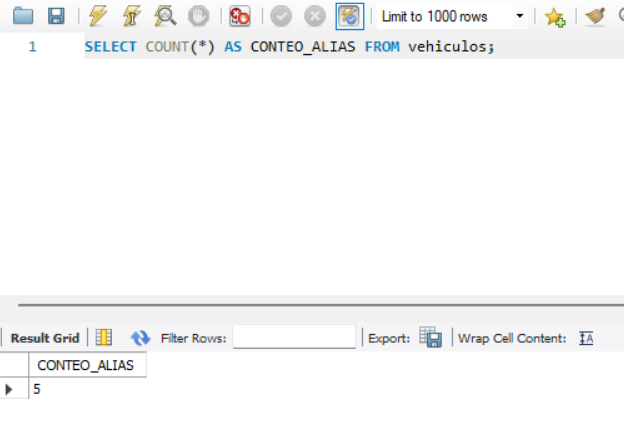 Limit to 1000 rows
1 SELECT COUNT(*) AS CONTEO_ALIAS FROM vehiculos;
Result Grid Filter Rows: Export: Wrap Cell Content:
CONTEO_ALIAS
5